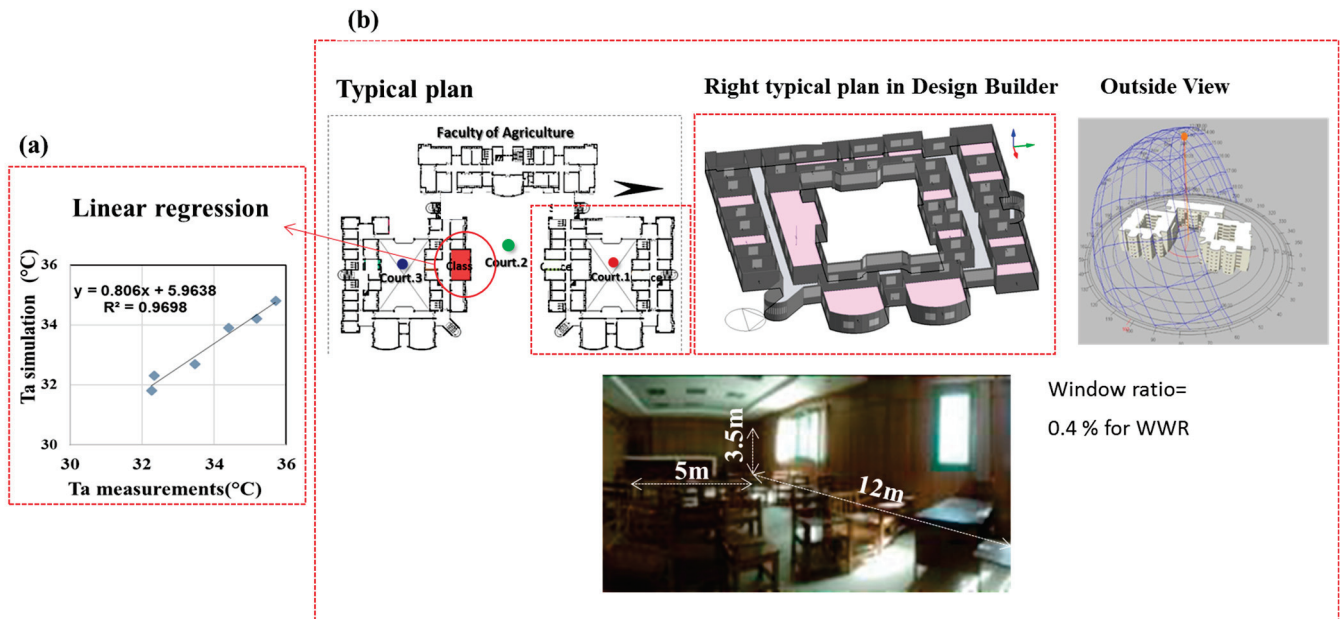 (a)
Linear regression
Ta simulation (°C)
36
34
32
30
y = 0.806x + 5.9638
R² = 0.9698
30
32
34
36
Ta measurements(°C)
(b)
Typical plan
Faculty of Agriculture
Court.3
Class
Court.2
Court.1
Right typical plan in Design Builder
Outside View
3.5m
5m
12m
Window ratio=
0.4 % for WWR